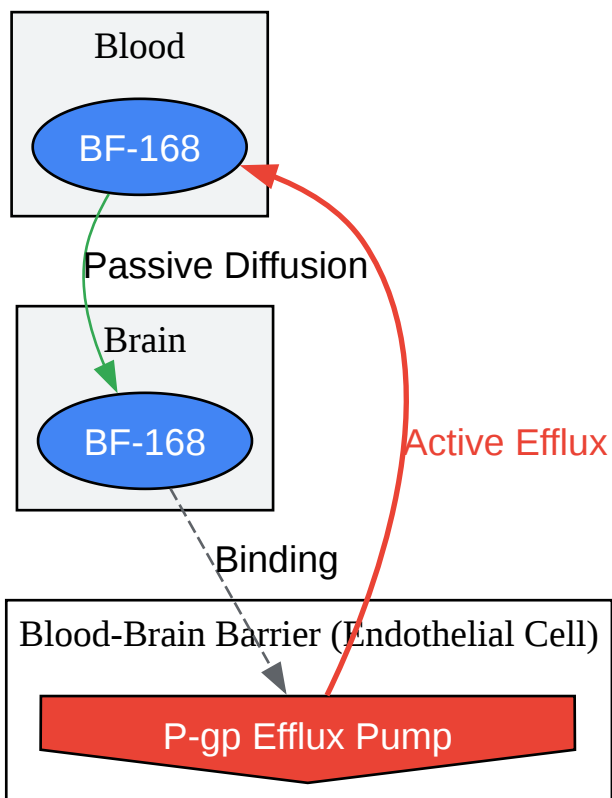 Blood
BF-168
Passive Diffusion
Brain
BF-168
Active Efflux
Binding
Blood-Brain Barrier (Endothelial Cell)
P-gp Efflux Pump